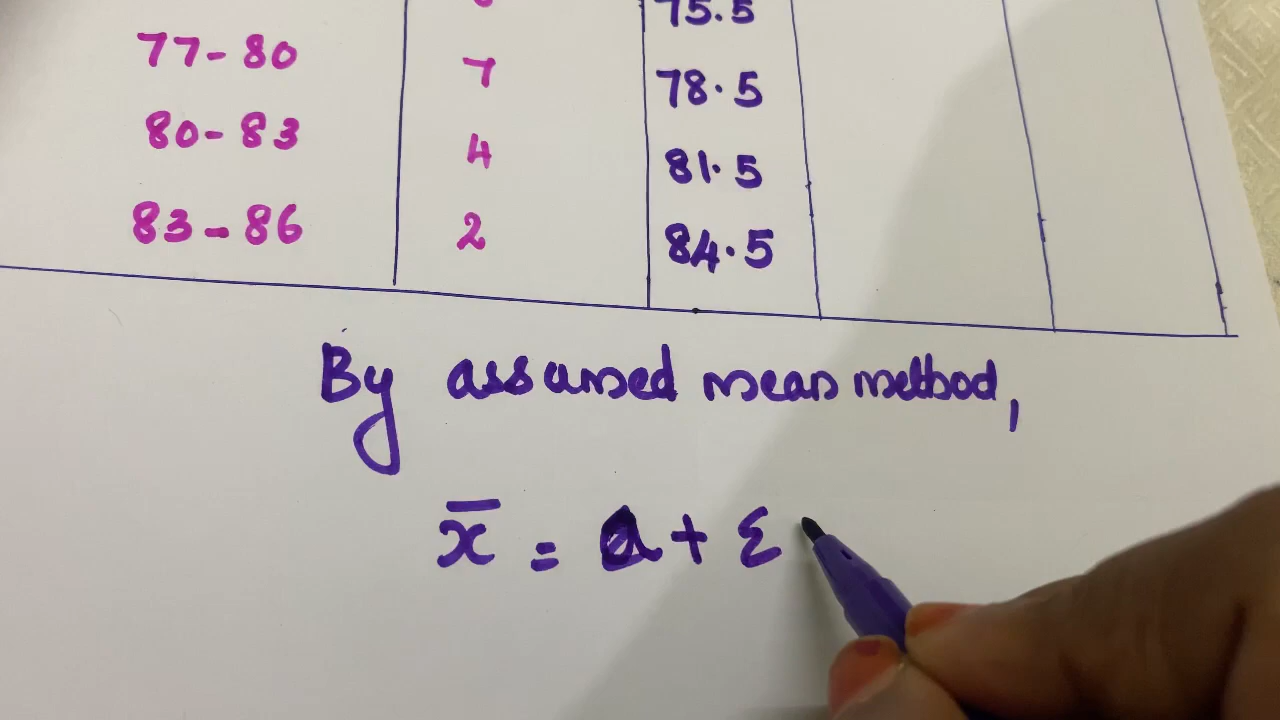 75.5
77-80 7 78.5
80-83 4 81.5
83-86 2 84.5
By assumed mean method,
x̄ = a + Σ